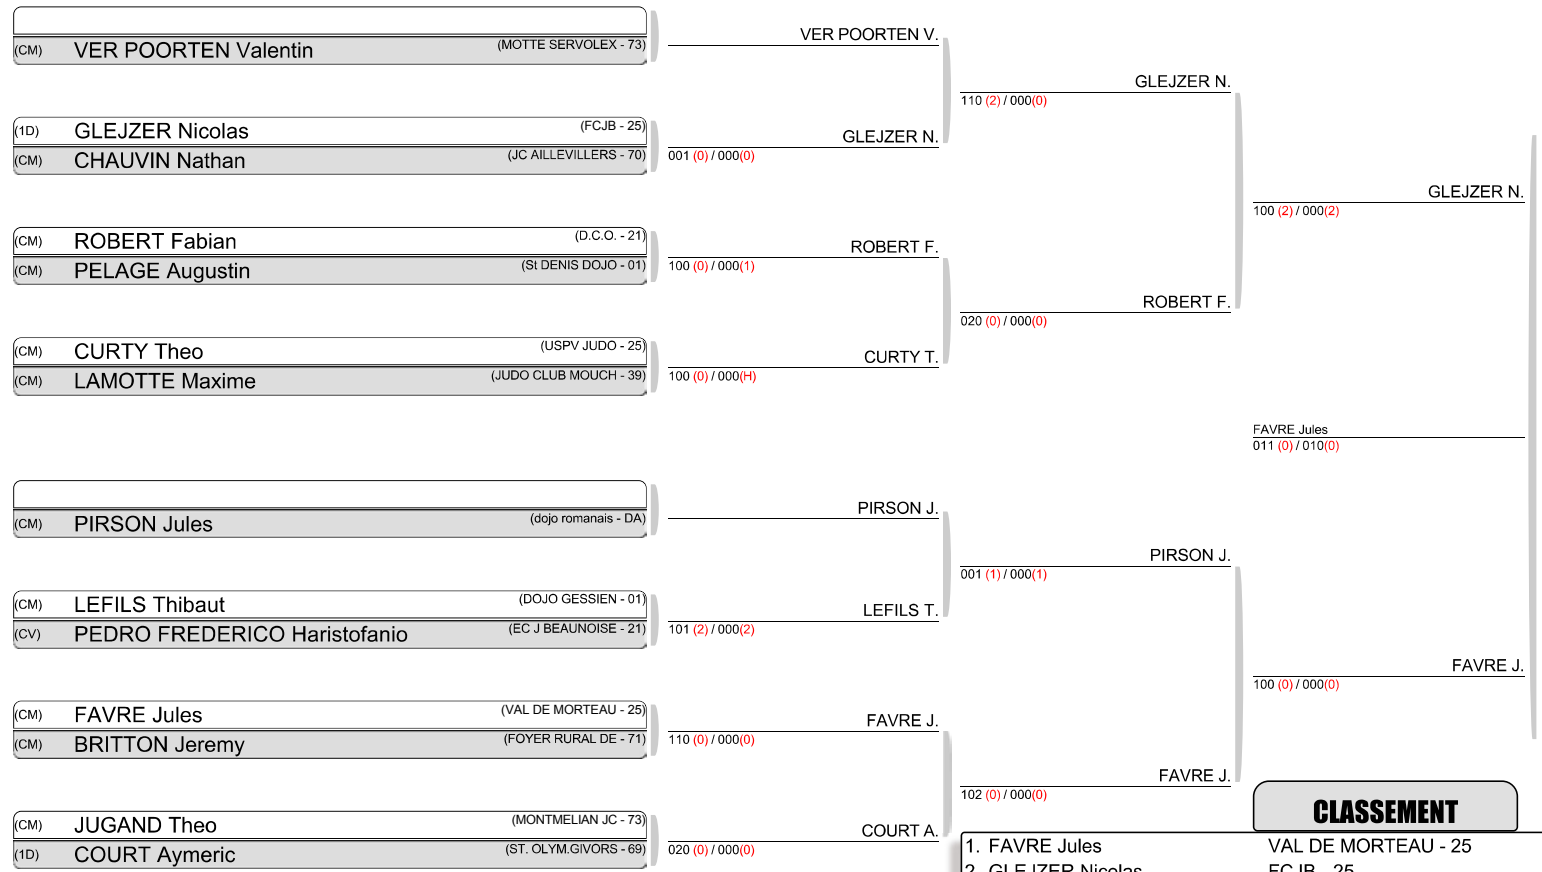 (CM) VER POORTEN Valentin (MOTTE SERVOLEX - 73)
VER POORTEN V.
(1D) GLEJZER Nicolas (FCJB - 25)
(CM) CHAUVIN Nathan (JC AILLEVILLERS - 70)
GLEJZER N.
001 (0) / 000(0)
GLEJZER N.
110 (2) / 000(0)
(CM) ROBERT Fabian (D.C.O. - 21)
(CM) PELAGE Augustin (St DENIS DOJO - 01)
ROBERT F.
100 (0) / 000(1)
(CM) CURTY Theo (USPV JUDO - 25)
(CM) LAMOTTE Maxime (JUDO CLUB MOUCH - 39)
CURTY T.
100 (0) / 000(H)
ROBERT F.
020 (0) / 000(0)
GLEJZER N.
100 (2) / 000(2)
FAVRE Jules
011 (0) / 010(0)
(CM) PIRSON Jules (dojo romanais - DA)
PIRSON J.
(CM) LEFILS Thibaut (DOJO GESSIEN - 01)
(CV) PEDRO FREDERICO Haristofanio (EC J BEAUNOISE - 21)
LEFILS T.
101 (2) / 000(2)
PIRSON J.
001 (1) / 000(1)
(CM) FAVRE Jules (VAL DE MORTEAU - 25)
(CM) BRITTON Jeremy (FOYER RURAL DE - 71)
FAVRE J.
110 (0) / 000(0)
(CM) JUGAND Theo (MONTMELIAN JC - 73)
(1D) COURT Aymeric (ST. OLYM.GIVORS - 69)
COURT A.
020 (0) / 000(0)
FAVRE J.
102 (0) / 000(0)
FAVRE J.
100 (0) / 000(0)
CLASSEMENT
1. FAVRE Jules VAL DE MORTEAU - 25
2. GLEJZER Nicolas FCJB - 25